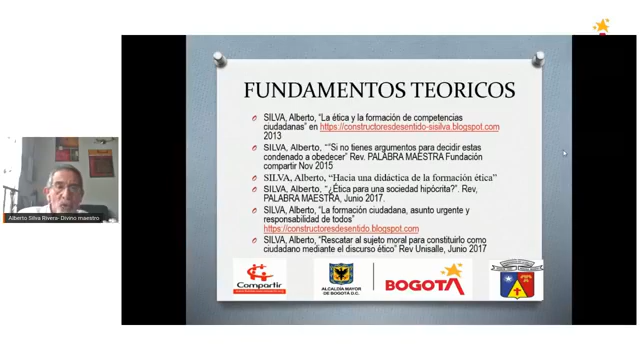 FUNDAMENTOS TEORICOS
SILVA, Alberto, “La ética y la formación de competencias
ciudadanas” en https://constructoresdesentido-sisilva.blogspot.com
2013
SILVA, Alberto, “"Si no tienes argumentos para decidir estas
condenado a obedecer” Rev. PALABRA MAESTRA Fundación
compartir Nov 2015
SILVA, Alberto, “Hacia una didáctica de la formación ética”
SILVA, Alberto, “¿Ética para una sociedad hipócrita?”. Rev,
PALABRA MAESTRA, Junio 2017.
SILVA, Alberto, “La formación ciudadana, asunto urgente y
responsabilidad de todos”
https://constructoresdesentido.blogspot.com
SILVA, Alberto, “Rescatar al sujeto moral para constituirlo como
ciudadano mediante el discurso ético” Rev Unisalle, Junio 2017
Alberto Silva Rivera- Divino maestro
Compartir
ALCALDÍA MAYOR
DE BOGOTÁ D.C.
BOGOTÁ